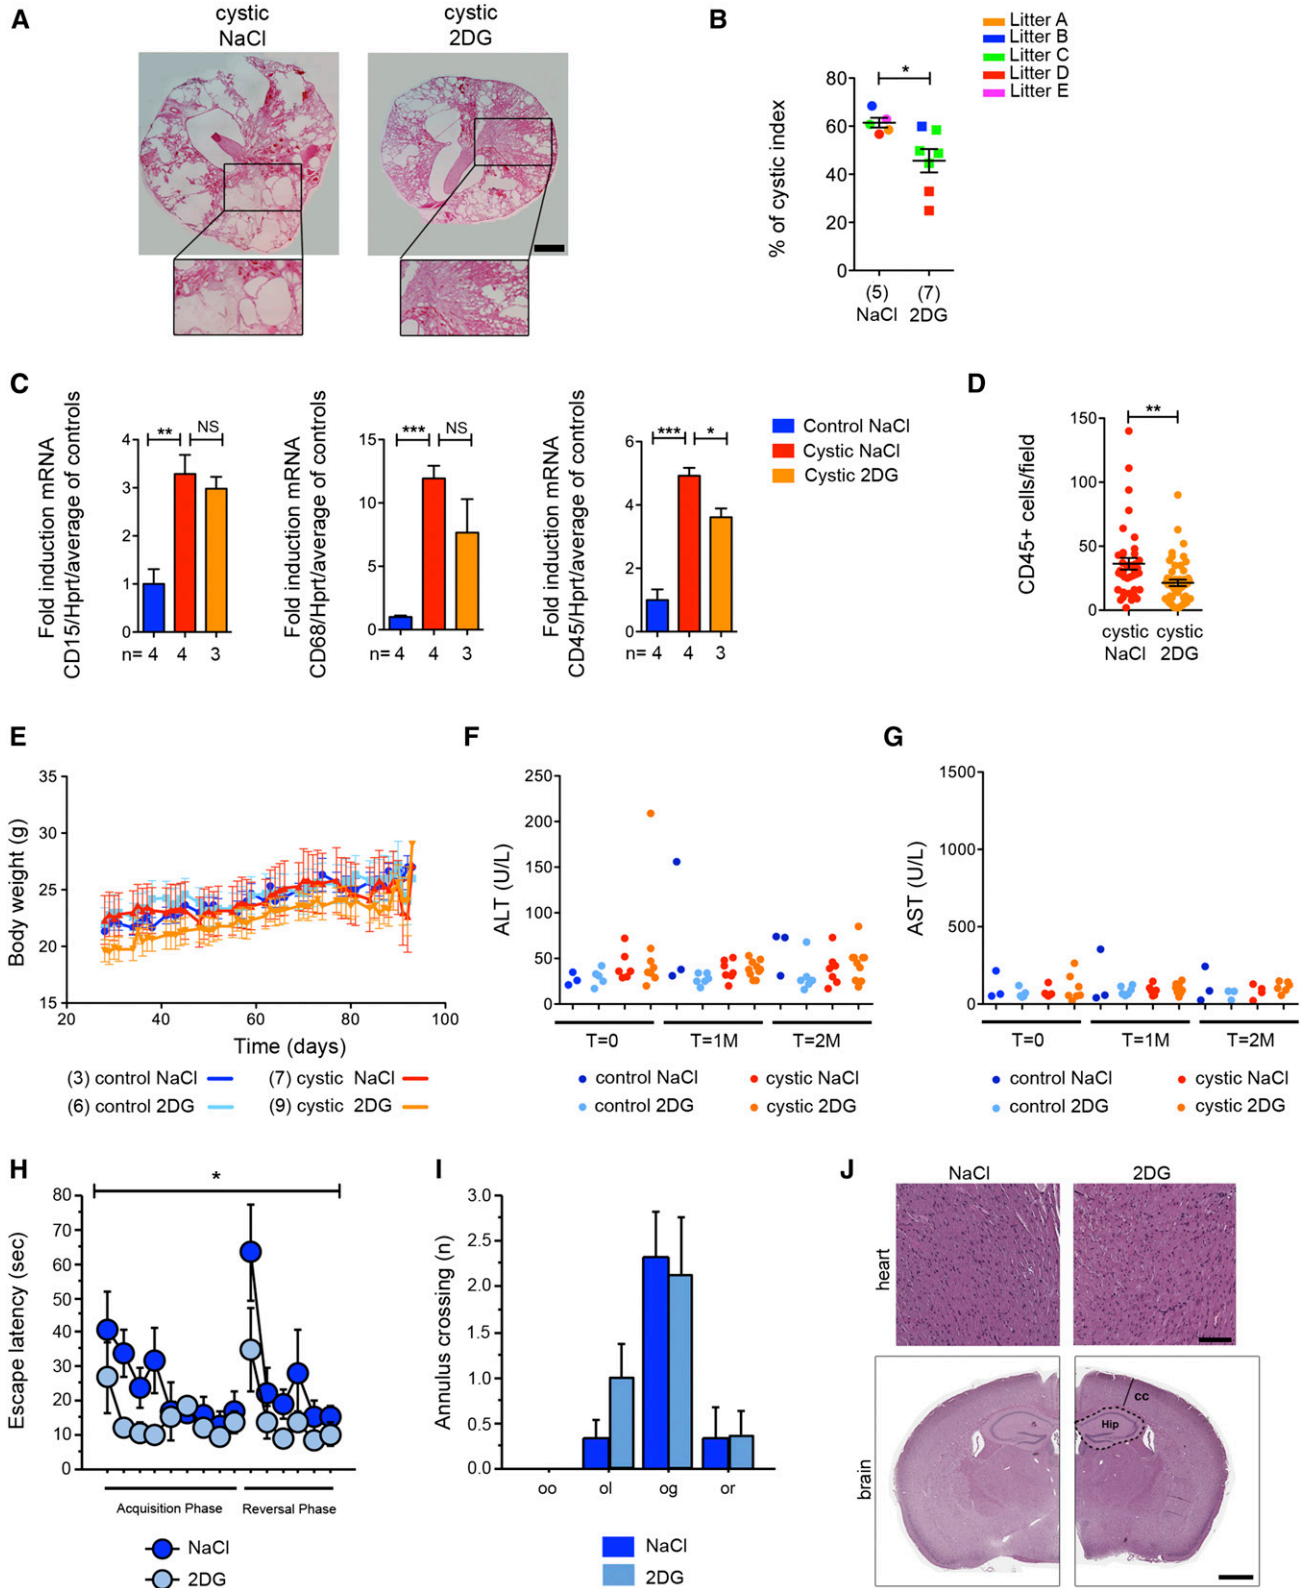 A
cystic
NaCl
cystic
2DG
B
% of cystic index
80
60
40
20
0
*
(5)
NaCl
(7)
2DG
Litter A
Litter B
Litter C
Litter D
Litter E
C
Fold induction mRNA
CD15/Hprt/average of controls
4
3
2
1
0
**
NS
n= 4 4 3
Fold induction mRNA
CD68/Hprt/average of controls
15
10
5
0
***
NS
n= 4 4 3
Fold induction mRNA
CD45/Hprt/average of controls
6
4
2
0
***
*
n= 4 4 3
Control NaCl
Cystic NaCl
Cystic 2DG
D
CD45+ cells/field
150
100
50
0
**
cystic
NaCl
cystic
2DG
E
Body weight (g)
35
30
25
20
15
20 40 60 80 100
Time (days)
(3) control NaCl
(7) cystic NaCl
(6) control 2DG
(9) cystic 2DG
F
ALT (U/L)
250
200
150
100
50
0
T=0 T=1M T=2M
control NaCl
cystic NaCl
control 2DG
cystic 2DG
G
AST (U/L)
1500
1000
500
0
T=0 T=1M T=2M
control NaCl
cystic NaCl
control 2DG
cystic 2DG
H
Escape latency (sec)
80
70
60
50
40
30
20
10
0
*
Acquisition Phase Reversal Phase
NaCl
2DG
I
Annulus crossing (n)
3.0
2.5
2.0
1.5
1.0
0.5
0.0
oo ol og or
NaCl
2DG
J
NaCl 2DG
heart
brain
cc
Hip